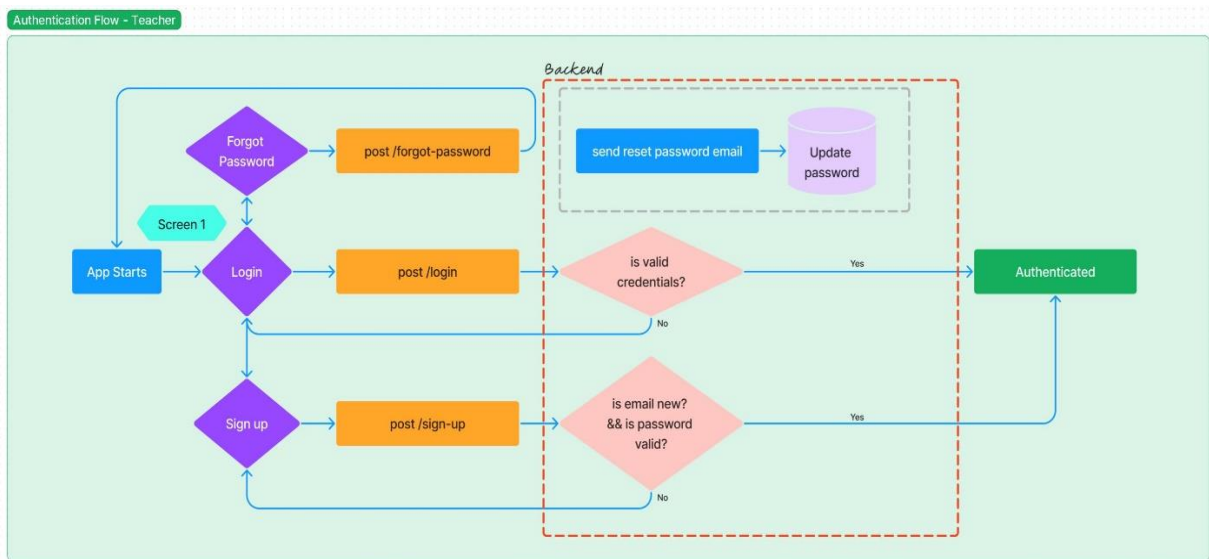 Authentication Flow - Teacher
Backend
Forgot
Password
post /forgot-password
send reset password email
Update
password
Screen 1
App Starts
Login
post /login
is valid
credentials?
Yes
Authenticated
No
Sign up
post /sign-up
is email new?
&& is password
valid?
Yes
No